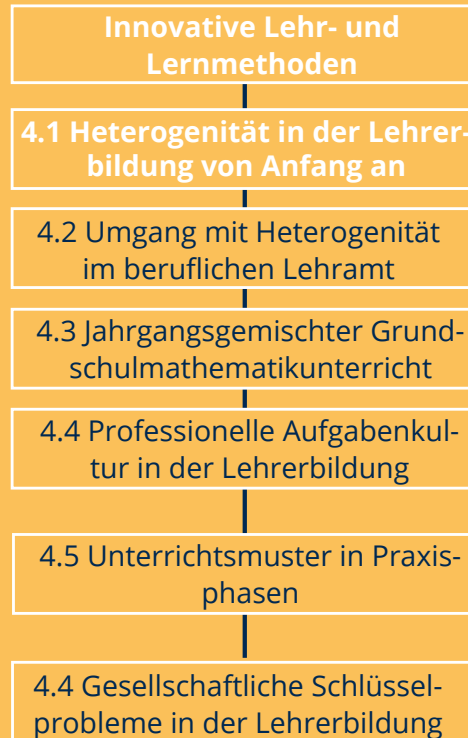 Innovative Lehr- und
Lernmethoden
4.1 Heterogenität in der Lehrer-
bildung von Anfang an
4.2 Umgang mit Heterogenität
im beruflichen Lehramt
4.3 Jahrgangsgemischter Grund-
schulmathematikunterricht
4.4 Professionelle Aufgabenkul-
tur in der Lehrerbildung
4.5 Unterrichtsmuster in Praxis-
phasen
4.4 Gesellschaftliche Schlüssel-
probleme in der Lehrerbildung